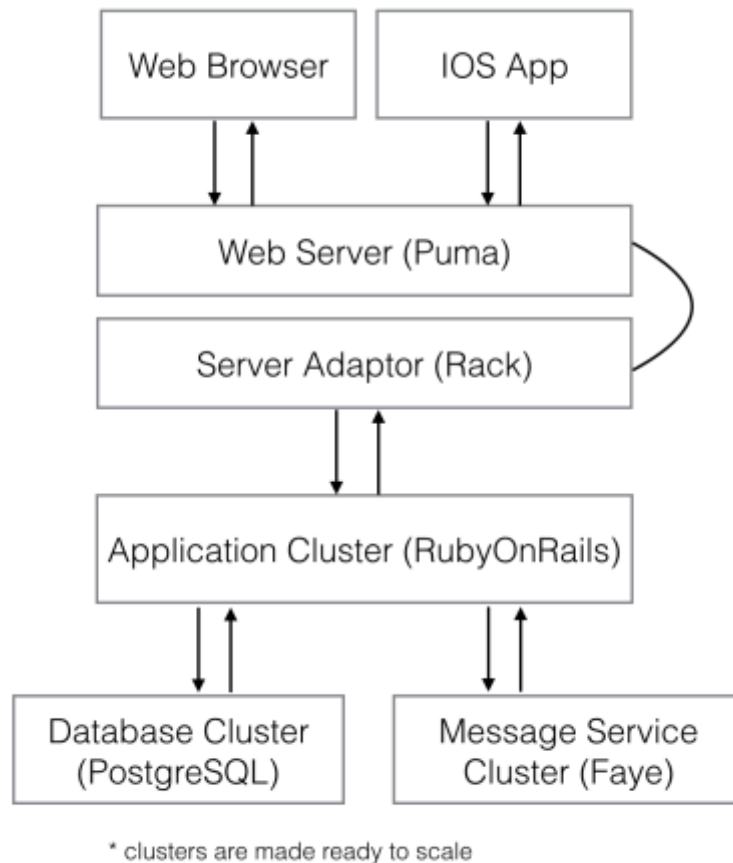 Web Browser
IOS App
Web Server (Puma)
Server Adaptor (Rack)
Application Cluster (RubyOnRails)
Database Cluster
(PostgreSQL)
Message Service
Cluster (Faye)
* clusters are made ready to scale